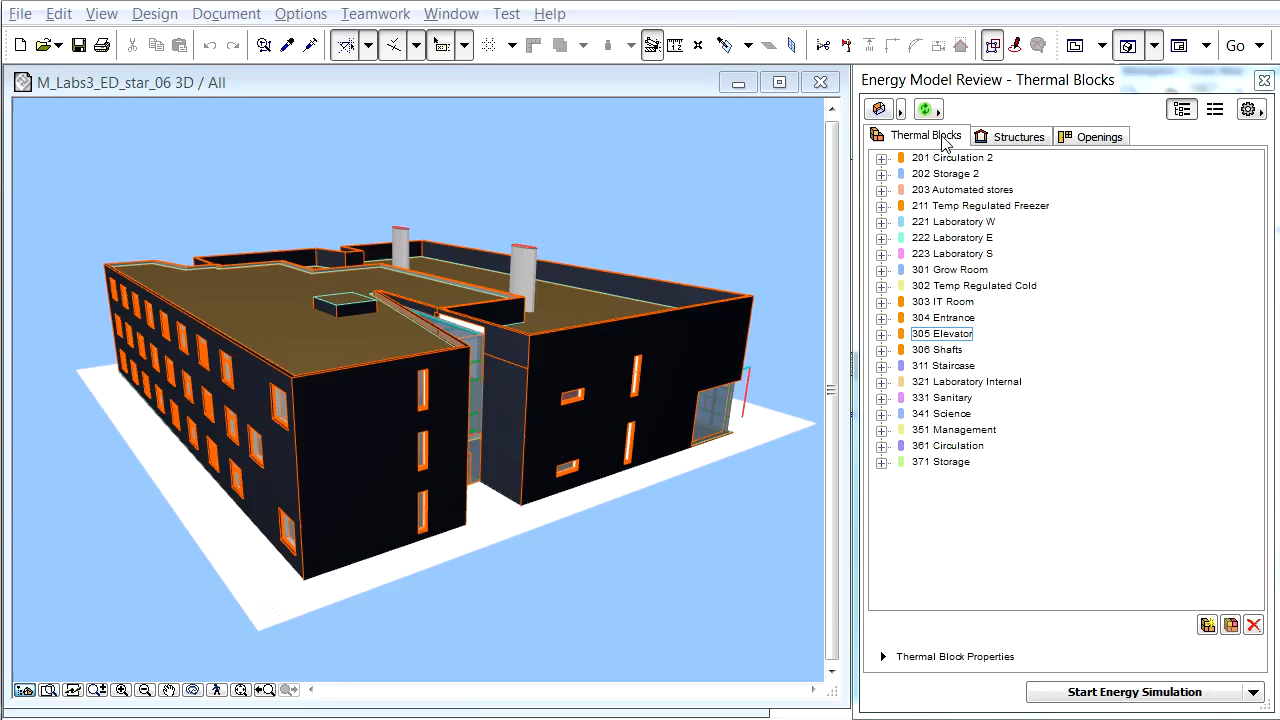 File Edit View Design Document Options Teamwork Window Test Help
Go
M_Labs3_ED_star_06 3D / All
Energy Model Review - Thermal Blocks
Thermal Blocks Structures Openings
201 Circulation 2
202 Storage 2
203 Automated stores
211 Temp Regulated Freezer
221 Laboratory W
222 Laboratory E
223 Laboratory S
301 Grow Room
302 Temp Regulated Cold
303 IT Room
304 Entrance
305 Elevator
306 Shafts
311 Staircase
321 Laboratory Internal
331 Sanitary
341 Science
351 Management
361 Circulation
371 Storage
Thermal Block Properties
Start Energy Simulation